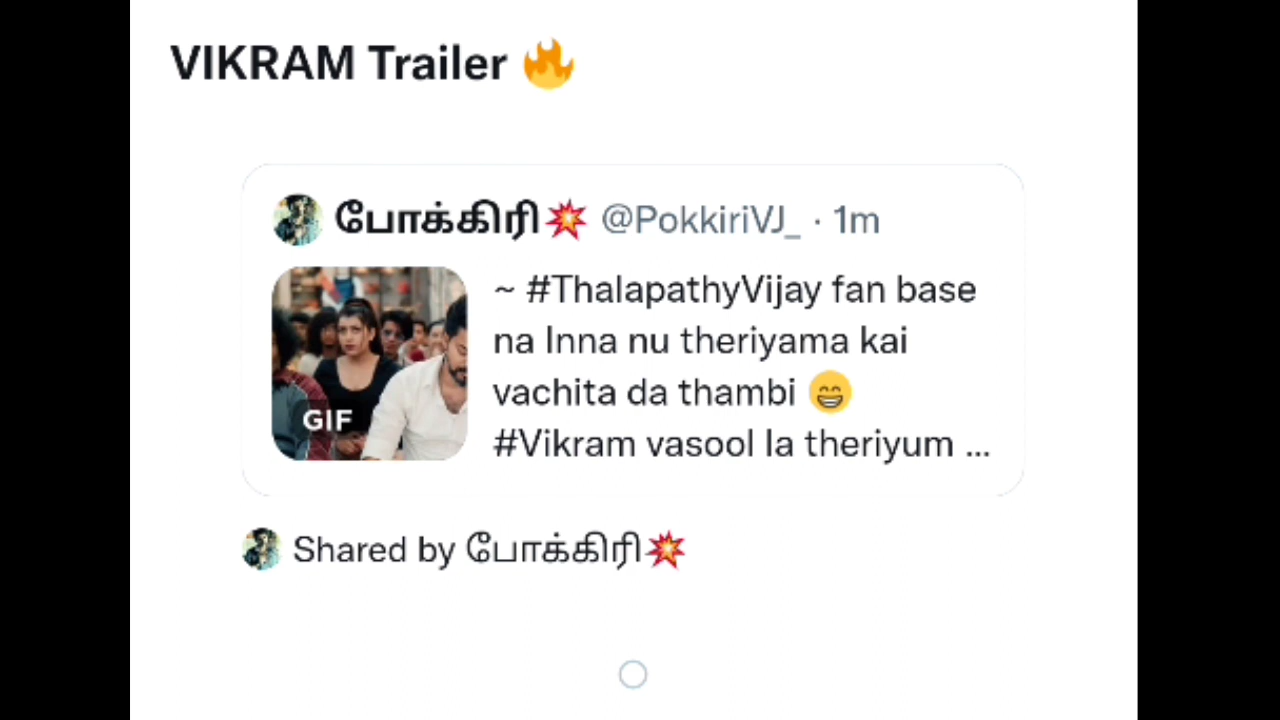 VIKRAM Trailer 🔥
போக்கிரி💥 @PokkiriVJ_ · 1m
~ #ThalapathyVijay fan base
na Inna nu theriyama kai
vachita da thambi 😁
#Vikram vasool la theriyum ...
GIF
Shared by போக்கிரி💥